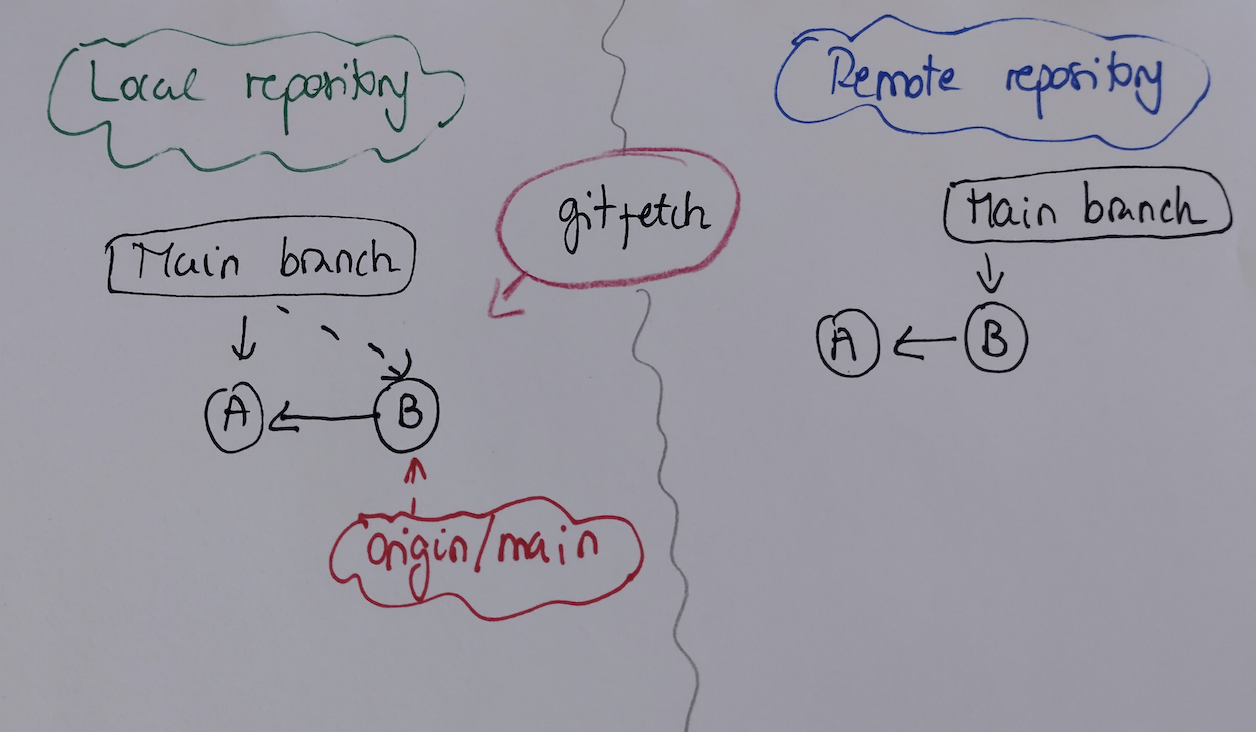 Local repository
Remote repository
git fetch
Main branch
Main branch
A
B
A
B
origin/main